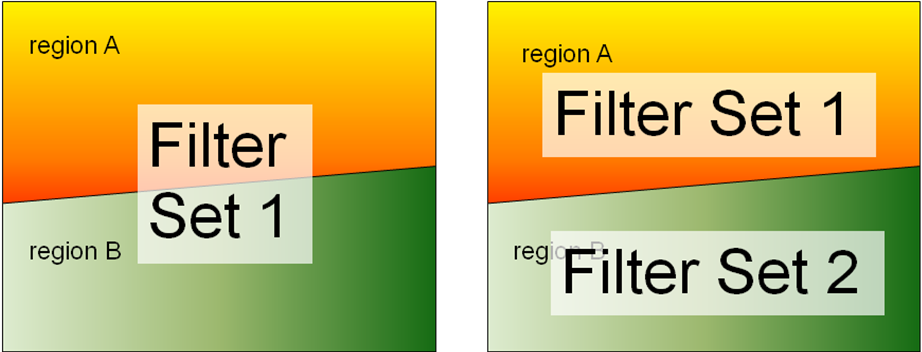 region A
Filter
Set 1
region B
region A
Filter Set 1
region B
Filter Set 2